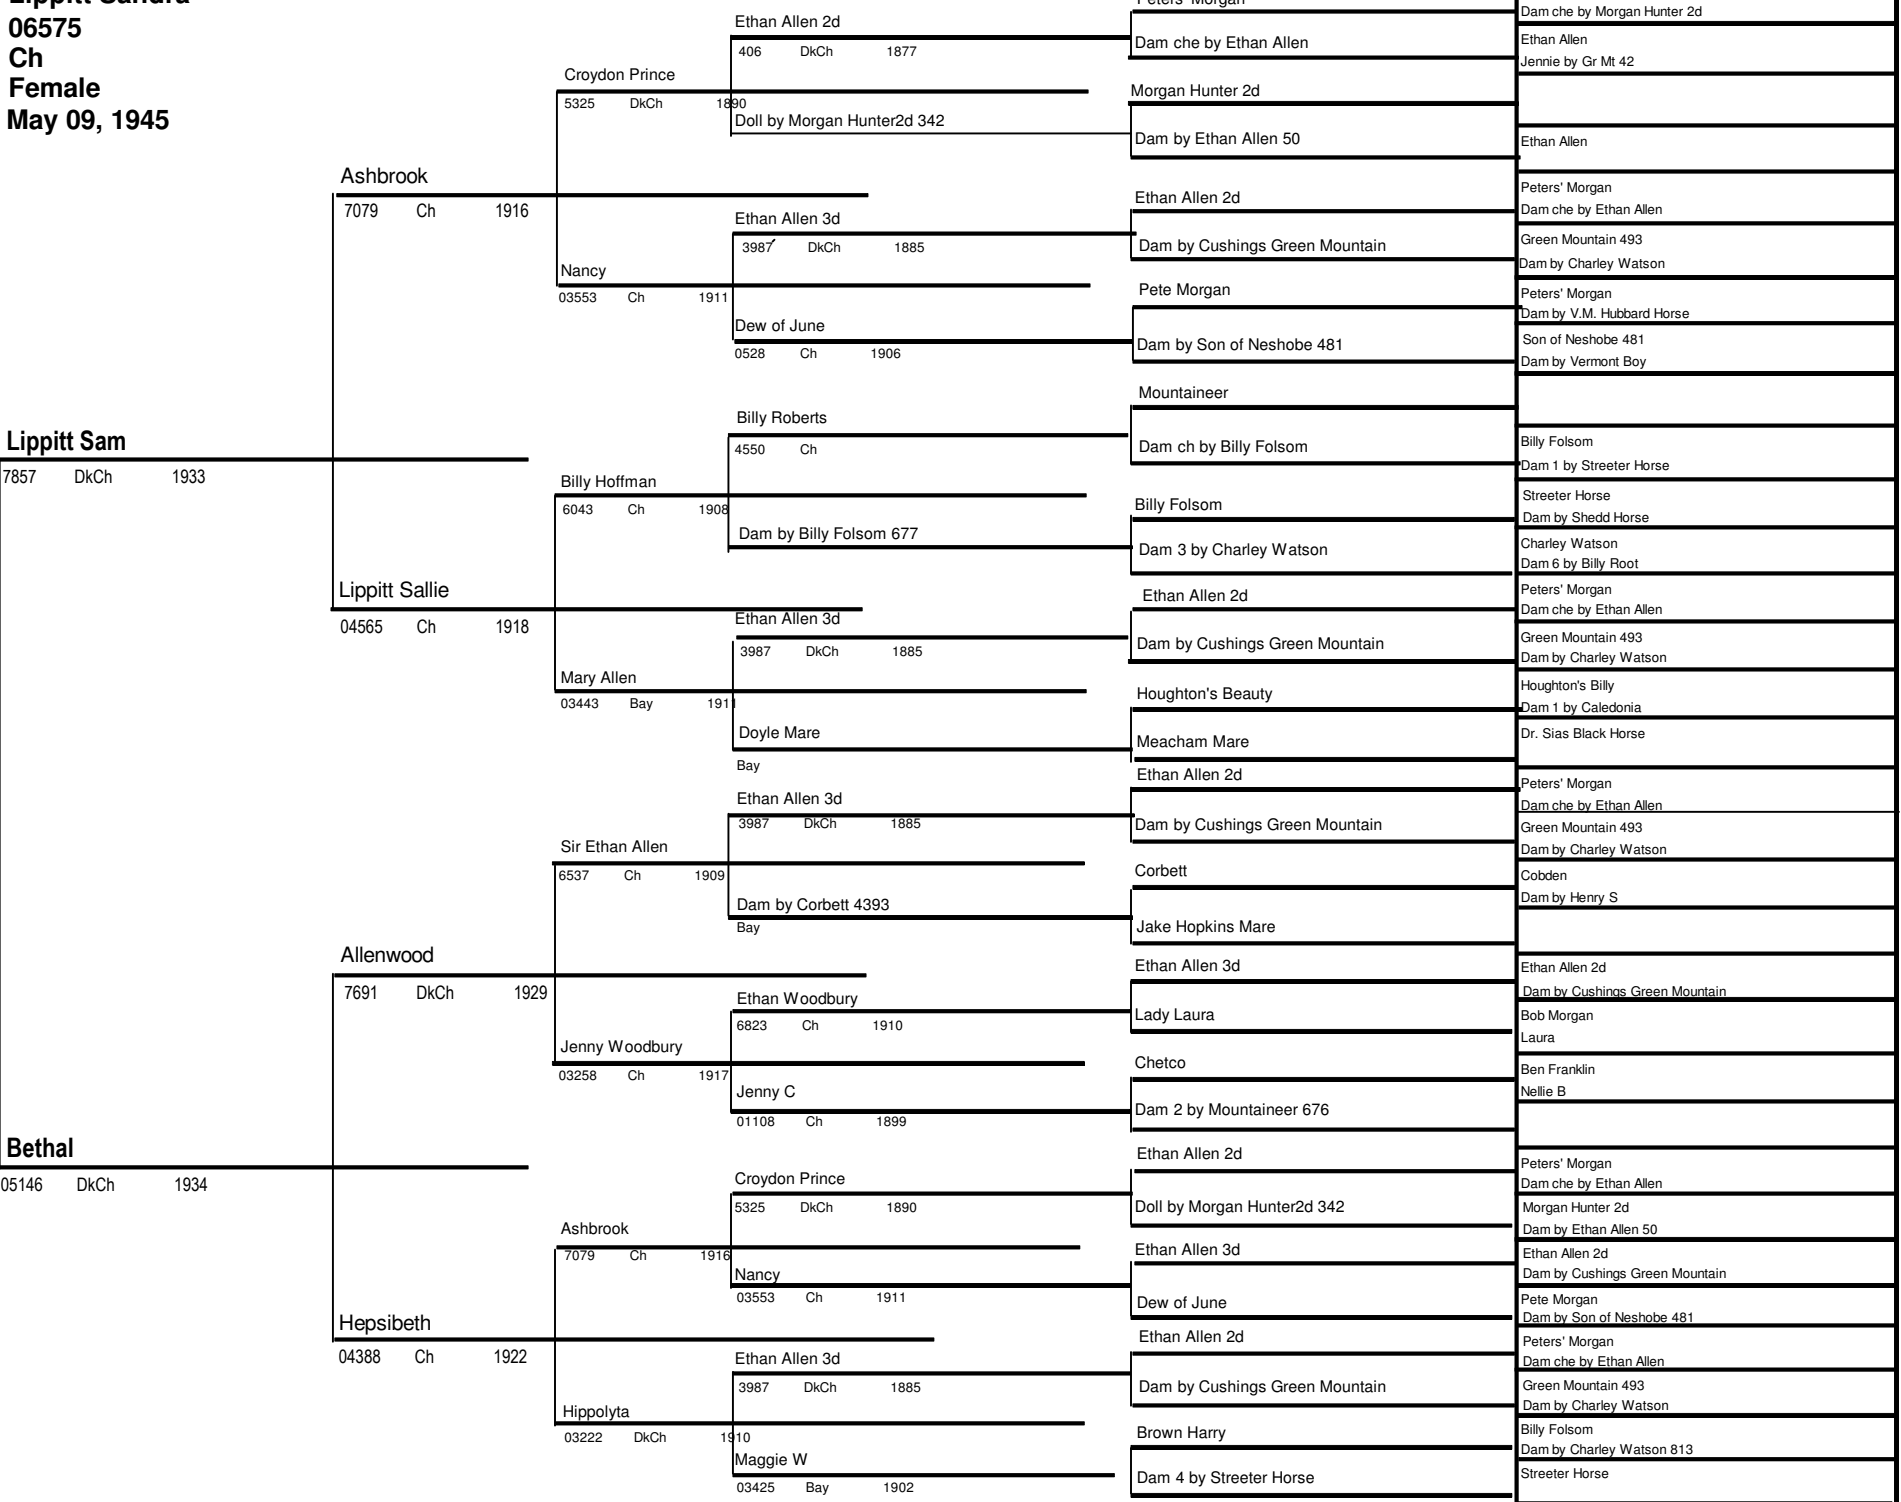 Lippitt Sandra
06575
Ch
Female
May 09, 1945
Lippitt Sam
7857 DkCh 1933
Bethal
05146 DkCh 1934
Ashbrook
7079 Ch 1916
Lippitt Sallie
04565 Ch 1918
Allenwood
7691 DkCh 1929
Hepsibeth
04388 Ch 1922
Croydon Prince
5325 DkCh 1890
Nancy
03553 Ch 1911
Billy Hoffman
6043 Ch 1908
Mary Allen
03443 Bay 1911
Sir Ethan Allen
6537 Ch 1909
Jenny Woodbury
03258 Ch 1917
Ashbrook
7079 Ch 1916
Hippolyta
03222 DkCh 1910
Ethan Allen 2d
406 DkCh 1877
Doll by Morgan Hunter2d 342
Ethan Allen 3d
3987 DkCh 1885
Dew of June
0528 Ch 1906
Billy Roberts
4550 Ch
Dam by Billy Folsom 677
Ethan Allen 3d
3987 DkCh 1885
Doyle Mare
Bay
Ethan Allen 3d
3987 DkCh 1885
Dam by Corbett 4393
Bay
Ethan Woodbury
6823 Ch 1910
Jenny C
01108 Ch 1899
Croydon Prince
5325 DkCh 1890
Nancy
03553 Ch 1911
Ethan Allen 3d
3987 DkCh 1885
Maggie W
03425 Bay 1902
Peters' Morgan
Dam che by Ethan Allen
Morgan Hunter 2d
Dam by Ethan Allen 50
Ethan Allen 2d
Dam by Cushings Green Mountain
Pete Morgan
Dam by Son of Neshobe 481
Mountaineer
Dam ch by Billy Folsom
Billy Folsom
Dam 3 by Charley Watson
Ethan Allen 2d
Dam by Cushings Green Mountain
Houghton's Beauty
Meacham Mare
Ethan Allen 2d
Dam by Cushings Green Mountain
Corbett
Jake Hopkins Mare
Ethan Allen 3d
Lady Laura
Chetco
Dam 2 by Mountaineer 676
Ethan Allen 2d
Doll by Morgan Hunter2d 342
Ethan Allen 3d
Dew of June
Ethan Allen 2d
Dam by Cushings Green Mountain
Brown Harry
Dam 4 by Streeter Horse
Dam che by Morgan Hunter 2d
Ethan Allen
Jennie by Gr Mt 42
Ethan Allen
Peters' Morgan
Dam che by Ethan Allen
Green Mountain 493
Dam by Charley Watson
Peters' Morgan
Dam by V.M. Hubbard Horse
Son of Neshobe 481
Dam by Vermont Boy
Billy Folsom
Dam 1 by Streeter Horse
Streeter Horse
Dam by Shedd Horse
Charley Watson
Dam 6 by Billy Root
Peters' Morgan
Dam che by Ethan Allen
Green Mountain 493
Dam by Charley Watson
Houghton's Billy
Dam 1 by Caledonia
Dr. Sias Black Horse
Peters' Morgan
Dam che by Ethan Allen
Green Mountain 493
Dam by Charley Watson
Cobden
Dam by Henry S
Ethan Allen 2d
Dam by Cushings Green Mountain
Bob Morgan
Laura
Ben Franklin
Nellie B
Peters' Morgan
Dam che by Ethan Allen
Morgan Hunter 2d
Dam by Ethan Allen 50
Ethan Allen 2d
Dam by Cushings Green Mountain
Pete Morgan
Dam by Son of Neshobe 481
Peters' Morgan
Dam che by Ethan Allen
Green Mountain 493
Dam by Charley Watson
Billy Folsom
Dam by Charley Watson 813
Streeter Horse